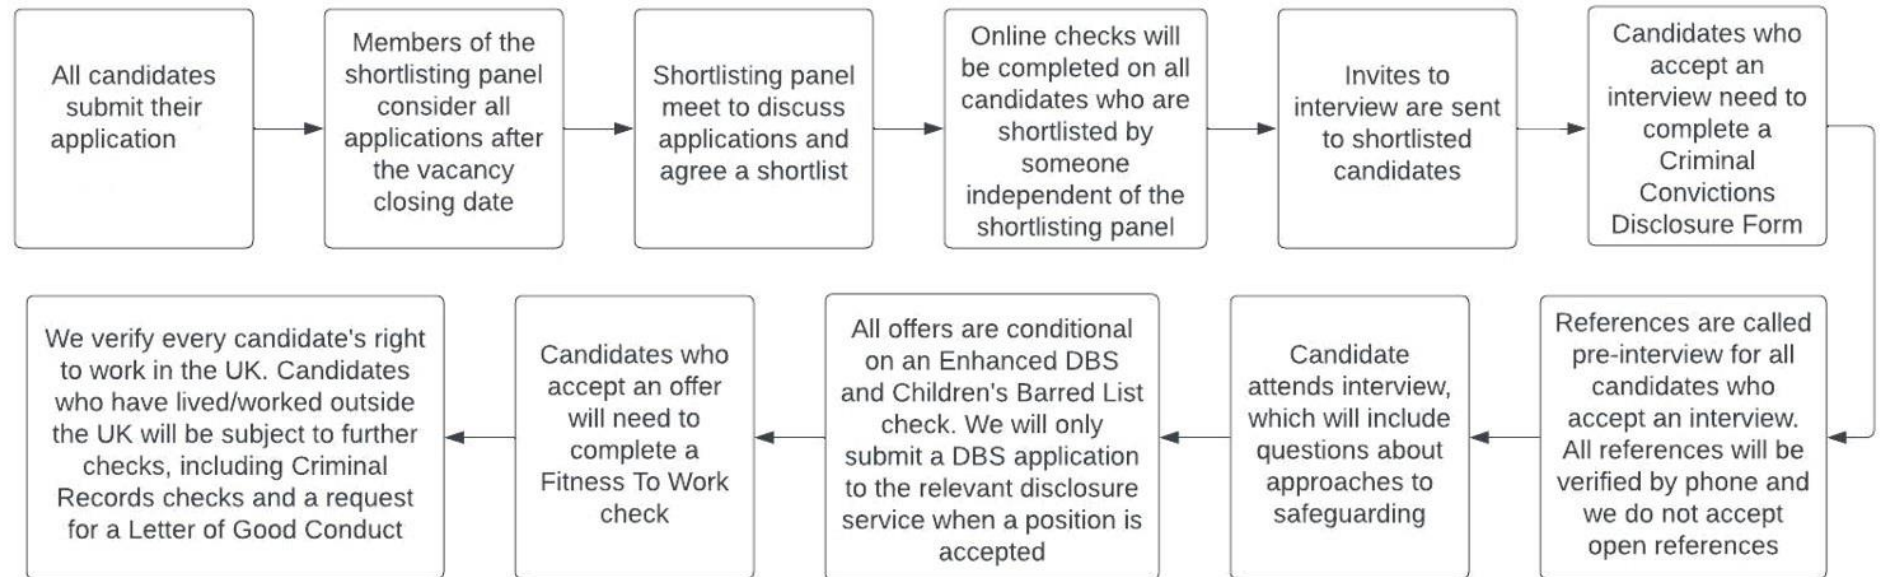 All candidates
submit their
application
Members of the
shortlisting panel
consider all
applications after
the vacancy
closing date
Shortlisting panel
meet to discuss
applications and
agree a shortlist
Online checks will
be completed on all
candidates who are
shortlisted by
someone
independent of the
shortlisting panel
Invites to
interview are sent
to shortlisted
candidates
Candidates who
accept an
interview need to
complete a
Criminal
Convictions
Disclosure Form
References are called
pre-interview for all
candidates who
accept an interview.
All references will be
verified by phone and
we do not accept
open references
Candidate
attends interview,
which will include
questions about
approaches to
safeguarding
All offers are conditional
on an Enhanced DBS
and Children's Barred List
check. We will only
submit a DBS application
to the relevant disclosure
service when a position is
accepted
Candidates who
accept an offer
will need to
complete a
Fitness To Work
check
We verify every candidate's right
to work in the UK. Candidates
who have lived/worked outside
the UK will be subject to further
checks, including Criminal
Records checks and a request
for a Letter of Good Conduct